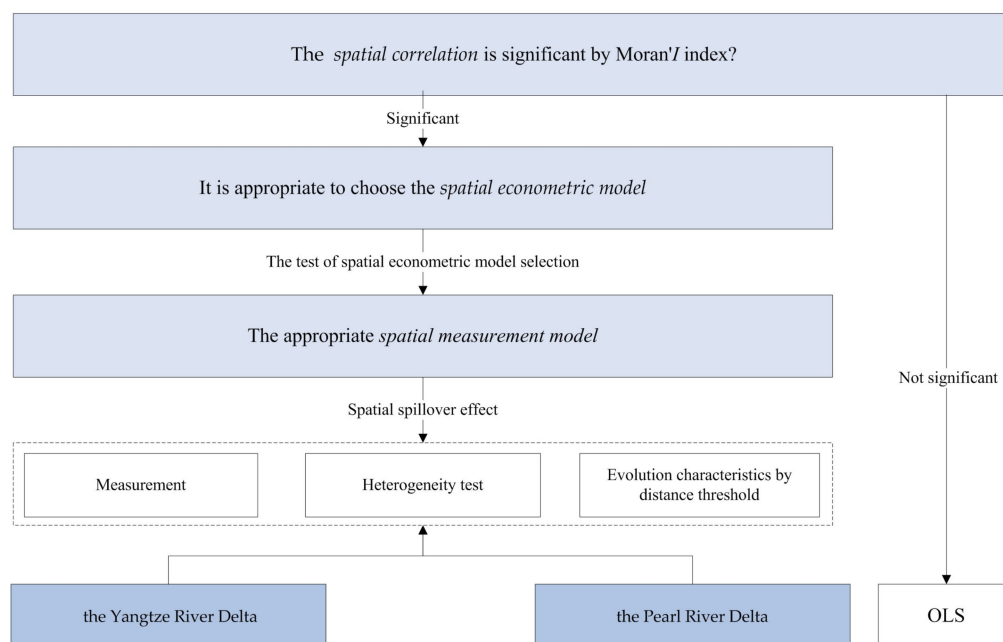 The spatial correlation is significant by Moran'I index?
Significant
It is appropriate to choose the spatial econometric model
The test of spatial econometric model selection
The appropriate spatial measurement model
Not significant
Spatial spillover effect
Measurement
Heterogeneity test
Evolution characteristics by
distance threshold
the Yangtze River Delta
the Pearl River Delta
OLS